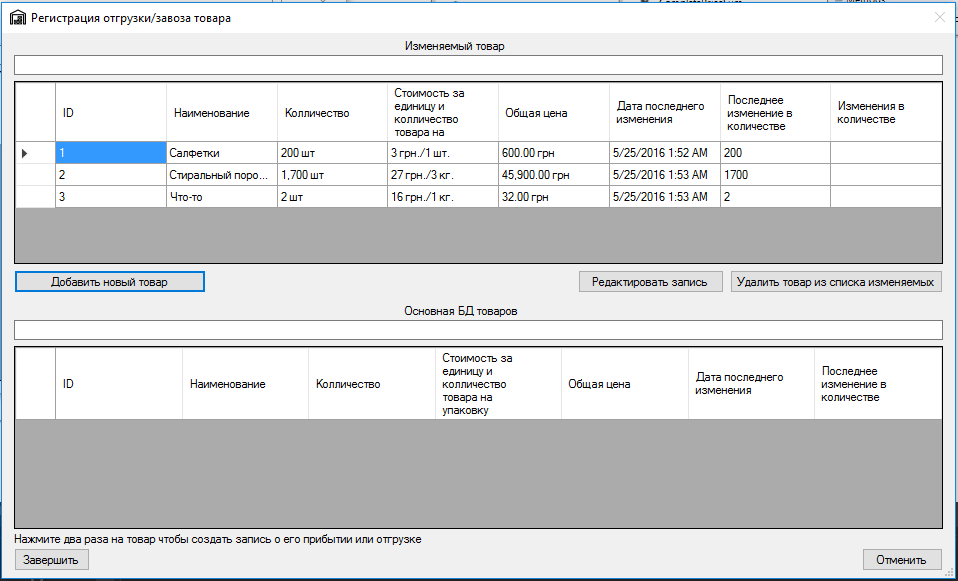 Регистрация отгрузки/завоза товара
Изменяемый товар
ID Наименование Колличество Стоимость за единицу и колличество товара на Общая цена Дата последнего изменения Последнее изменение в количестве Изменения в количестве
1 Салфетки 200 шт 3 грн./1 шт. 600.00 грн 5/25/2016 1:52 AM 200
2 Стиральный поро... 1,700 шт 27 грн./3 кг. 45,900.00 грн 5/25/2016 1:53 AM 1700
3 Что-то 2 шт 16 грн./1 кг. 32.00 грн 5/25/2016 1:53 AM 2
Добавить новый товар Редактировать запись Удалить товар из списка изменяемых
Основная БД товаров
ID Наименование Колличество Стоимость за единицу и колличество товара на упаковку Общая цена Дата последнего изменения Последнее изменение в количестве
Нажмите два раза на товар чтобы создать запись о его прибытии или отгрузке
Завершить Отменить